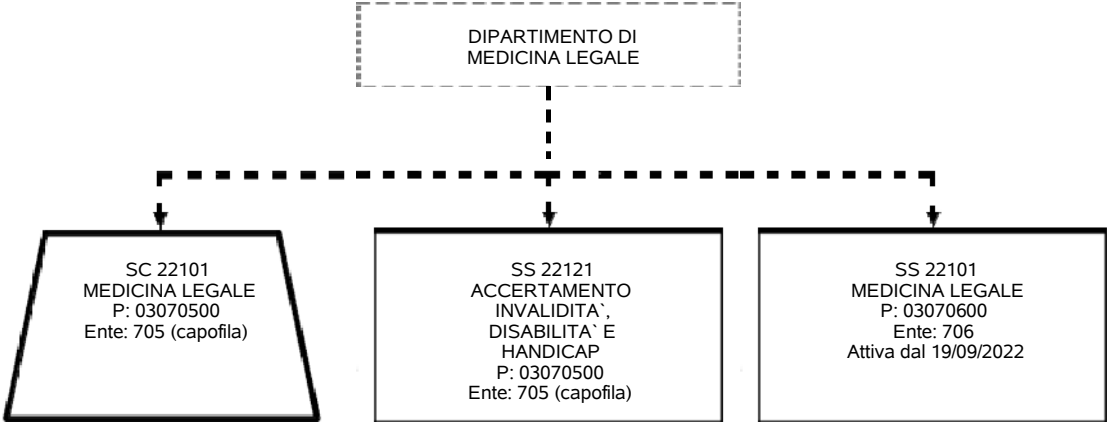 DIPARTIMENTO DI
MEDICINA LEGALE
SC 22101
MEDICINA LEGALE
P: 03070500
Ente: 705 (capofila)
SS 22121
ACCERTAMENTO
INVALIDITA`,
DISABILITA` E
HANDICAP
P: 03070500
Ente: 705 (capofila)
SS 22101
MEDICINA LEGALE
P: 03070600
Ente: 706
Attiva dal 19/09/2022